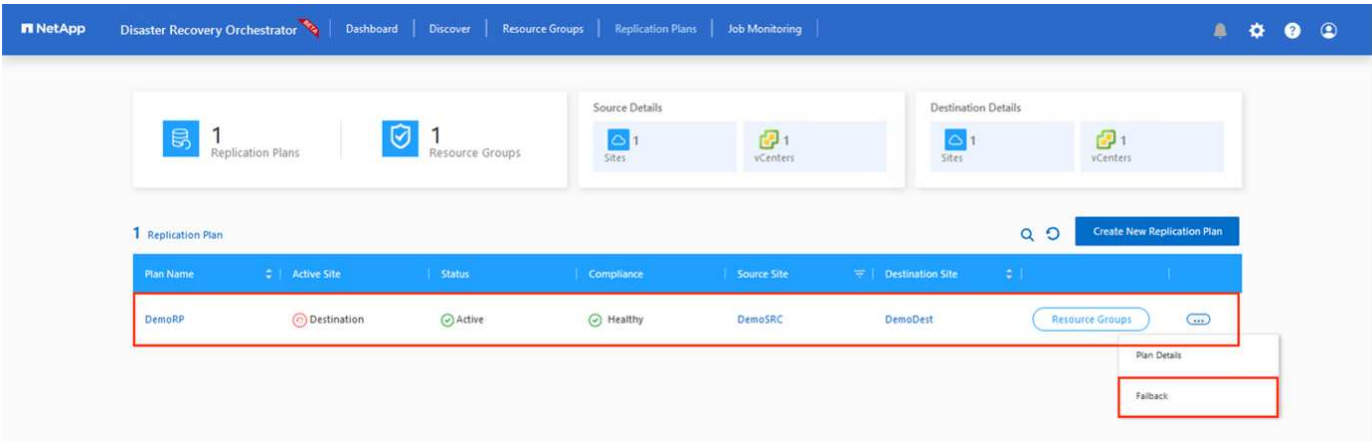 NetApp Disaster Recovery Orchestrator BETA Dashboard Discover Resource Groups Replication Plans Job Monitoring ?
Source Details Destination Details
1 1 1 1 1 1
Replication Plans Resource Groups Sites vCenters Sites vCenters
1 Replication Plan Create New Replication Plan
Plan Name Active Site Status Compliance Source Site Destination Site
DemoRP Destination Active Healthy DemoSRC DemoDest Resource Groups ...
Plan Details
Failback